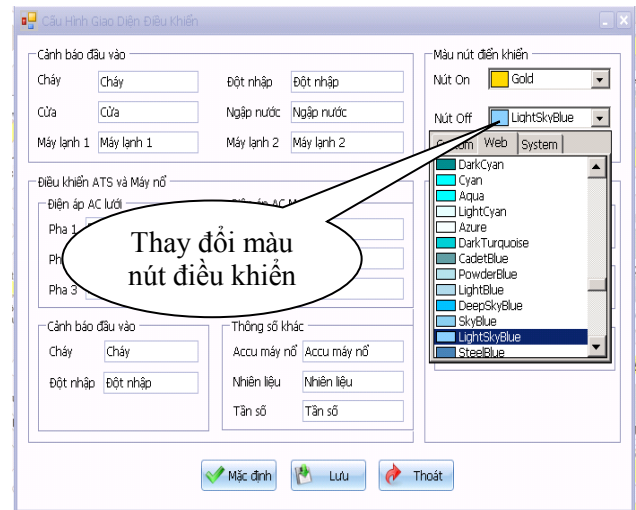 Cấu Hình Giao Diện Điều Khiển
Cảnh báo đầu vào
Cháy Cháy Đột nhập Đột nhập
Cửa Cửa Ngập nước Ngập nước
Máy lạnh 1 Máy lạnh 1 Máy lạnh 2 Máy lạnh 2
Màu nút điển khiến
Nút On Gold
Nút Off LightSkyBlue
Custom Web System
DarkCyan
Cyan
Aqua
LightCyan
Azure
DarkTurquoise
CadetBlue
PowderBlue
LightBlue
DeepSkyBlue
SkyBlue
LightSkyBlue
SteelBlue
Điều khiển ATS và Máy nổ
Điện áp AC lưới
Pha 1
Pha 3
Thay đổi màu
nút điều khiển
Cảnh báo đầu vào
Cháy Cháy
Đột nhập Đột nhập
Thông số khác
Accu máy nổ Accu máy nổ
Nhiên liệu Nhiên liệu
Tần số Tần số
Mặc định Lưu Thoát